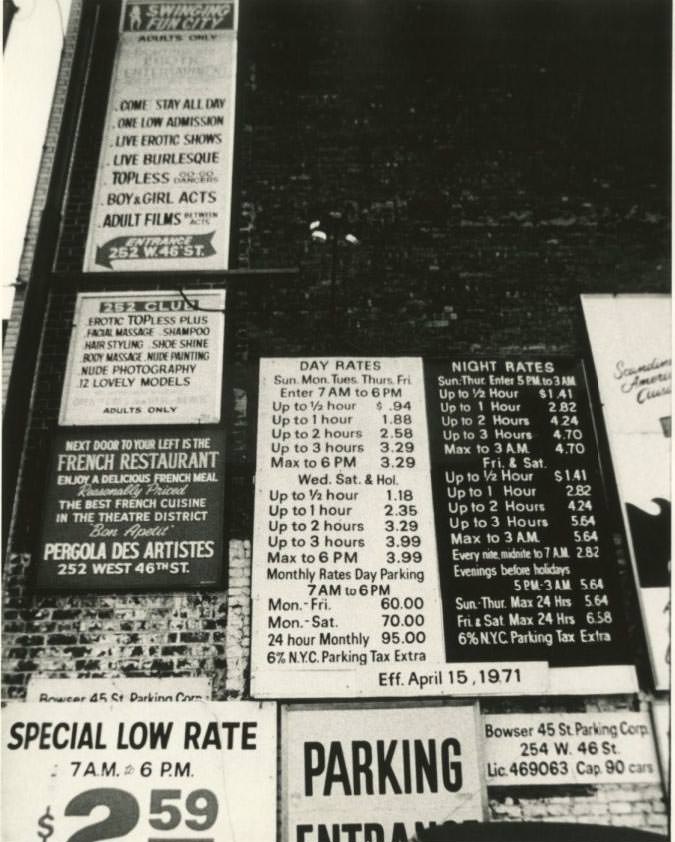 SWINGING
FUN CITY
ADULTS ONLY
EROTIC
ENTERTAINMENT
. COME STAY ALL DAY
. ONE LOW ADMISSION
. LIVE EROTIC SHOWS
. LIVE BURLESQUE
. TOPLESS GO-GO DANCERS
. BOY & GIRL ACTS
. ADULT FILMS BETWEEN ACTS
ENTRANCE
252 W. 46 ST.
252 CLUB
. EROTIC TOPLESS PLUS
. FACIAL MASSAGE . SHAMPOO
. HAIR STYLING . SHOE SHINE
. BODY MASSAGE . NUDE PAINTING
. NUDE PHOTOGRAPHY
. 12 LOVELY MODELS
ADULTS ONLY
NEXT DOOR TO YOUR LEFT IS THE
FRENCH RESTAURANT
ENJOY A DELICIOUS FRENCH MEAL
Reasonably Priced
THE BEST FRENCH CUISINE
IN THE THEATRE DISTRICT
"Bon Apetit"
PERGOLA DES ARTISTES
252 WEST 46TH ST.
DAY RATES
Sun. Mon. Tues. Thurs. Fri.
Enter 7 AM to 6 PM
Up to ½ hour $ .94
Up to 1 hour 1.88
Up to 2 hours 2.58
Up to 3 hours 3.29
Max to 6 PM 3.29
Wed. Sat. & Hol.
Up to ½ hour 1.18
Up to 1 hour 2.35
Up to 2 hours 3.29
Up to 3 hours 3.99
Max to 6 PM 3.99
Monthly Rates Day Parking
7 AM to 6 PM
Mon.-Fri. 60.00
Mon.-Sat. 70.00
24 hour Monthly 95.00
6% N.Y.C. Parking Tax Extra
NIGHT RATES
Sun:Thur. Enter 5 P.M. to 3 AM
Up to ½ Hour $1.41
Up to 1 Hour 2.82
Up to 2 Hours 4.24
Up to 3 Hours 4.70
Max to 3 A.M. 4.70
Fri. & Sat.
Up to ½ Hour $1.41
Up to 1 Hour 2.82
Up to 2 Hours 4.24
Up to 3 Hours 5.64
Max to 3 A.M. 5.64
Every nite, midnite to 7 A.M. 2.82
Evenings before holidays
5 P.M.-3 A.M. 5.64
Sun.-Thur. Max 24 Hrs 5.64
Fri. & Sat. Max 24 Hrs 6.58
6% N.Y.C. Parking Tax Extra
Eff. April 15, 1971
Bowser 45 St. Parking Corp.
SPECIAL LOW RATE
7 A.M. to 6 P.M.
$2.59
PARKING
ENTRANCE
Bowser 45 St. Parking Corp.
254 W. 46 St.
Lic. 469063 Cap. 90 cars